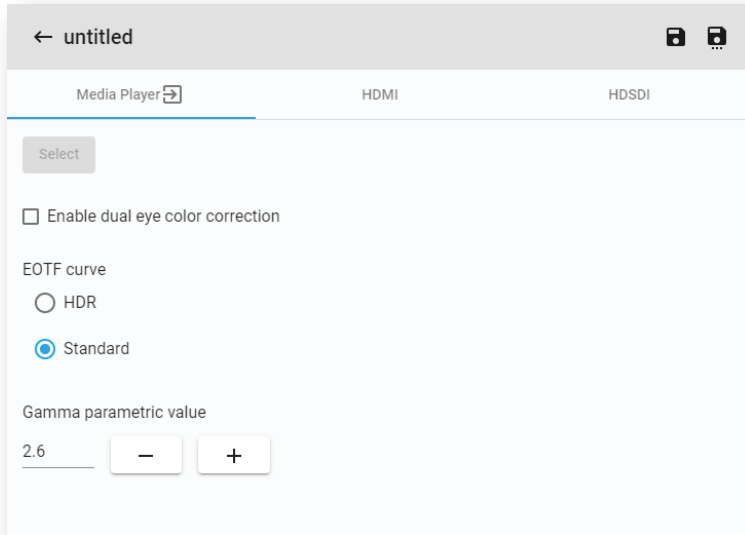 untitled
Media Player HDMI HDSDI
Select
Enable dual eye color correction
EOTF curve
HDR
Standard
Gamma parametric value
2.6 − +